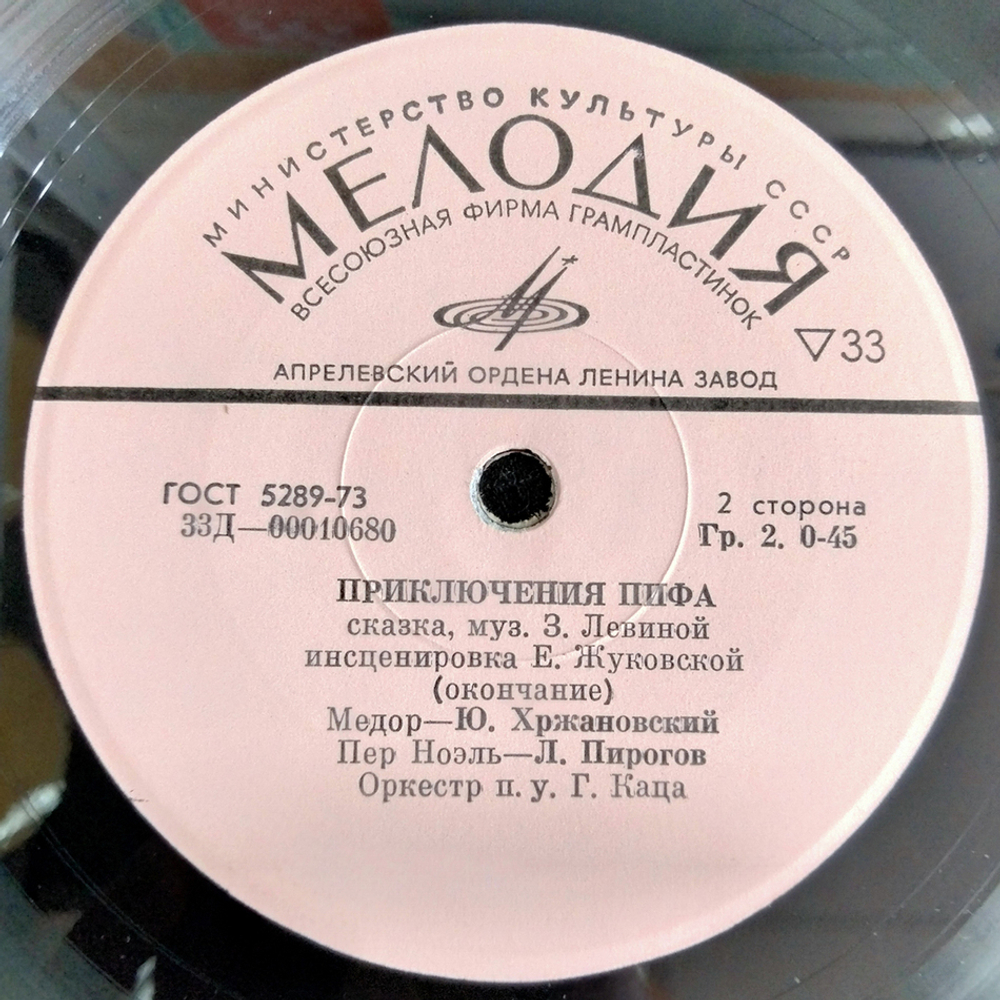 МИНИСТЕРСТВО КУЛЬТУРЫ СССР
МЕЛОДИЯ
ВСЕСОЮЗНАЯ ФИРМА ГРАМПЛАСТИНОК
▽33
АПРЕЛЕВСКИЙ ОРДЕНА ЛЕНИНА ЗАВОД
ГОСТ 5289-73
2 сторона
33Д—00010680
Гр. 2. 0-45
ПРИКЛЮЧЕНИЯ ПИФА
сказка, муз. З. Левиной
инсценировка Е. Жуковской
(окончание)
Медор—Ю. Хржановский
Пер Ноэль—Л. Пирогов
Оркестр п. у. Г. Каца